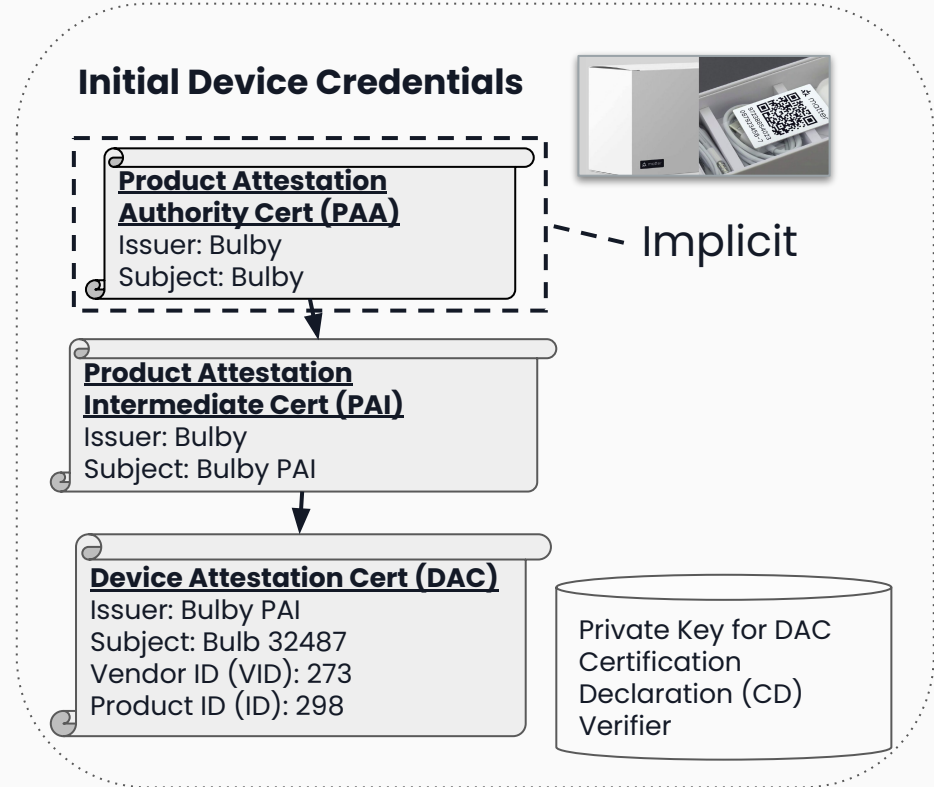 Initial Device Credentials
matter
Product Attestation
Authority Cert (PAA)
Issuer: Bulby
Subject: Bulby
Implicit
Product Attestation
Intermediate Cert (PAI)
Issuer: Bulby
Subject: Bulby PAI
Device Attestation Cert (DAC)
Issuer: Bulby PAI
Subject: Bulb 32487
Vendor ID (VID): 273
Product ID (ID): 298
Private Key for DAC
Certification
Declaration (CD)
Verifier